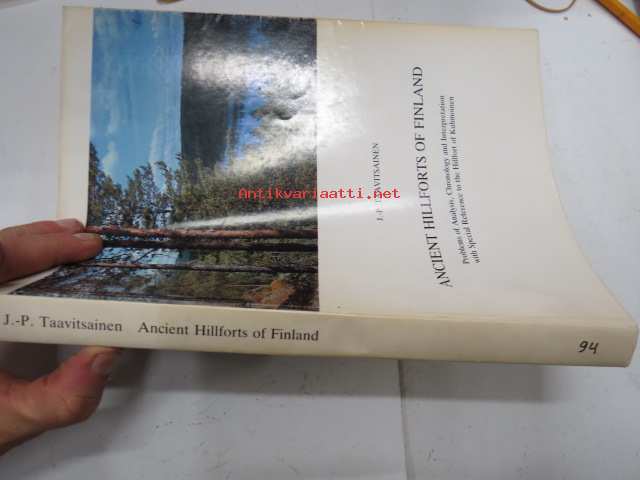 J.-P. TAAVITSAINEN
ANCIENT HILLFORTS OF FINLAND
Problems of Analysis, Chronology and Interpretation
with Special Reference to the Hillfort of Kuhmoinen
J.-P. Taavitsainen Ancient Hillforts of Finland
94
Antikvariaatti.net